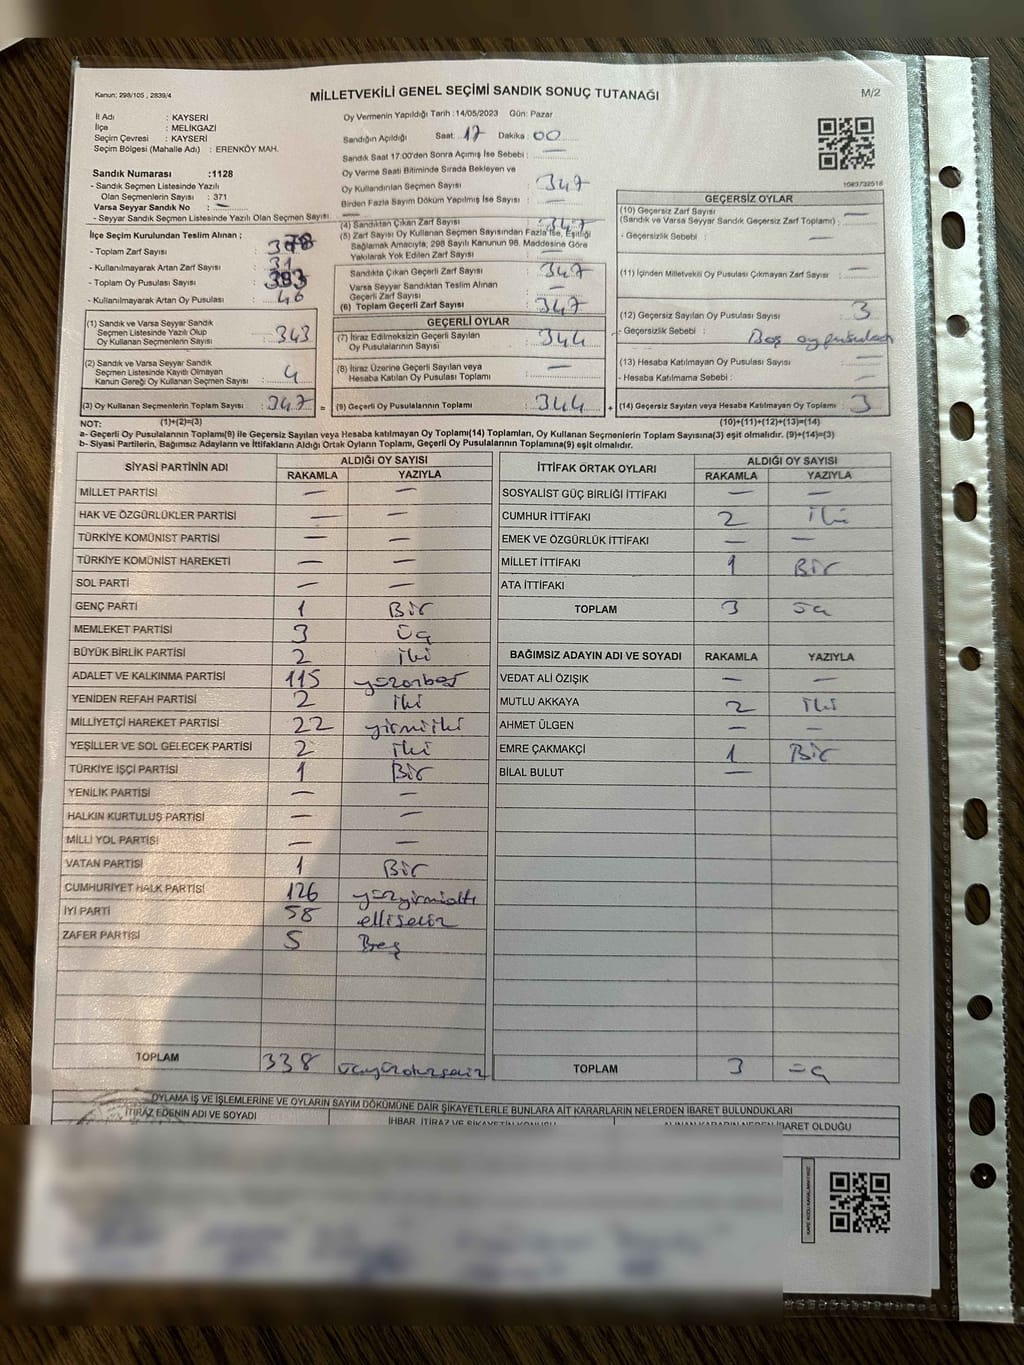 Kanun: 298/105 , 2839/4
MİLLETVEKİLİ GENEL SEÇİMİ SANDIK SONUÇ TUTANAĞI
M/2
İl Adı : KAYSERİ
İlçe : MELİKGAZİ
Seçim Çevresi : KAYSERİ
Seçim Bölgesi (Mahalle Adı) : ERENKÖY MAH.
Sandık Numarası :1128
- Sandık Seçmen Listesinde Yazılı
Olan Seçmenlerin Sayısı : 371
Varsa Seyyar Sandık No :
- Seyyar Sandık Seçmen Listesinde Yazılı Olan Seçmen Sayısı : —
İlçe Seçim Kurulundan Teslim Alınan ;
- Toplam Zarf Sayısı :
- Kullanılmayarak Artan Zarf Sayısı : 31
- Toplam Oy Pusulası : 393
- Kullanılmayarak Artan Oy Pusulası : 46
(1) Sandık ve Varsa Seyyar Sandık
Seçmen Listesinde Yazılı Olup
Oy Kullanan Seçmenlerin Sayısı : 343
(2) Sandık ve Varsa Seyyar Sandık
Seçmen Listesinde Kayıtlı Olmayan
Kanun Gereği Oy Kullanan Seçmen Sayısı : 4
(3) Oy Kullanan Seçmenlerin Toplam Sayısı : 347 =
(1)+(2)=(3)
Oy Vermenin Yapıldığı Tarih : 14/05/2023 Gün: Pazar
Sandığın Açıldığı Saat : 17 Dakika : 00
Sandık Saat 17:00'den Sonra Açımış İse Sebebi : —
Oy Verme Saati Bitiminde Sırada Bekleyen ve
Oy Kullandırılan Seçmen Sayısı : 347
Birden Fazla Sayım Döküm Yapılmış İse Sayısı : —
(4) Sandıktan Çıkan Zarf Sayısı : 347
(5) Zarf Sayısı Oy Kullanan Seçmen Sayısından Fazla İse, Eşitliği
Sağlamak Amacıyla, 298 Sayılı Kanunun 98. Maddesine Göre
Yakılarak Yok Edilen Zarf Sayısı : —
Sandıkta Çıkan Geçerli Zarf Sayısı : 347
Varsa Seyyar Sandıktan Teslim Alınan
Geçerli Zarf Sayısı : —
(6) Toplam Geçerli Zarf Sayısı : 347
GEÇERLİ OYLAR
(7) İtiraz Edilmeksizin Geçerli Sayılan
Oy Pusulalarının Sayısı : 344
(8) İtiraz Üzerine Geçerli Sayılan veya
Hesaba Katılan Oy Pusulası Toplamı : —
(9) Geçerli Oy Pusulalarının Toplamı : 344 +
1083732518
GEÇERSİZ OYLAR
(10) Geçersiz Zarf Sayısı
(Sandık ve Varsa Seyyar Sandık Geçersiz Zarf Toplamı) : —
- Geçersizlik Sebebi : —
(11) İçinden Milletvekili Oy Pusulası Çıkmayan Zarf Sayısı : —
(12) Geçersiz Sayılan Oy Pusulası Sayısı : 3
- Geçersizlik Sebebi : Boş oy pusulası
(13) Hesaba Katılmayan Oy Pusulası Sayısı : —
- Hesaba Katılmama Sebebi : —
(14) Geçersiz Sayılan veya Hesaba Katılmayan Oy Toplamı : 3
(10)+(11)+(12)+(13)=(14)
NOT:
a- Geçerli Oy Pusulalarının Toplamı(9) ile Geçersiz Sayılan veya Hesaba katılmayan Oy Toplamı(14) Toplamları, Oy Kullanan Seçmenlerin Toplam Sayısına(3) eşit olmalıdır. (9)+(14)=(3)
b- Siyasi Partilerin, Bağımsız Adayların ve İttifakların Aldığı Ortak Oyların Toplamı, Geçerli Oy Pusulalarının Toplamına(9) eşit olmalıdır.
SİYASİ PARTİNİN ADI ALDIĞI OY SAYISI
RAKAMLA YAZIYLA
MİLLET PARTİSİ — —
HAK VE ÖZGÜRLÜKLER PARTİSİ — —
TÜRKİYE KOMÜNİST PARTİSİ — —
TÜRKİYE KOMÜNİST HAREKETİ — —
SOL PARTİ — —
GENÇ PARTİ 1 Bir
MEMLEKET PARTİSİ 3 üç
BÜYÜK BİRLİK PARTİSİ 2 iki
ADALET VE KALKINMA PARTİSİ 115 yüzonbeş
YENİDEN REFAH PARTİSİ 2 iki
MİLLİYETÇİ HAREKET PARTİSİ 22 yirmiiki
YEŞİLLER VE SOL GELECEK PARTİSİ 2 iki
TÜRKİYE İŞÇİ PARTİSİ 1 Bir
YENİLİK PARTİSİ — —
HALKIN KURTULUŞ PARTİSİ — —
MİLLİ YOL PARTİSİ — —
VATAN PARTİSİ 1 Bir
CUMHURİYET HALK PARTİSİ 126 yüzyirmialtı
İYİ PARTİ 58 ellisekiz
ZAFER PARTİSİ 5 Beş
TOPLAM 338 üçyüzotuzsekiz
İTTİFAK ORTAK OYLARI ALDIĞI OY SAYISI
RAKAMLA YAZIYLA
SOSYALİST GÜÇ BİRLİĞİ İTTİFAKI — —
CUMHUR İTTİFAKI 2 iki
EMEK VE ÖZGÜRLÜK İTTİFAKI — —
MİLLET İTTİFAKI 1 Bir
ATA İTTİFAKI
TOPLAM 3 üç
BAĞIMSIZ ADAYIN ADI VE SOYADI RAKAMLA YAZIYLA
VEDAT ALİ ÖZIŞIK — —
MUTLU AKKAYA 2 iki
AHMET ÜLGEN — —
EMRE ÇAKMAKÇİ 1 Bir
BİLAL BULUT —
TOPLAM 3 üç
OYLAMA İŞ VE İŞLEMLERİNE VE OYLARIN SAYIM DÖKÜMÜNE DAİR ŞİKAYETLERLE BUNLARA AİT KARARLARIN NELERDEN İBARET BULUNDUKLARI
İTİRAZ EDENİN ADI VE SOYADI
İHBAR, İTİRAZ VE ŞİKAYETİN KONUSU
ALINAN KARARIN NEDEN İBARET OLDUĞU